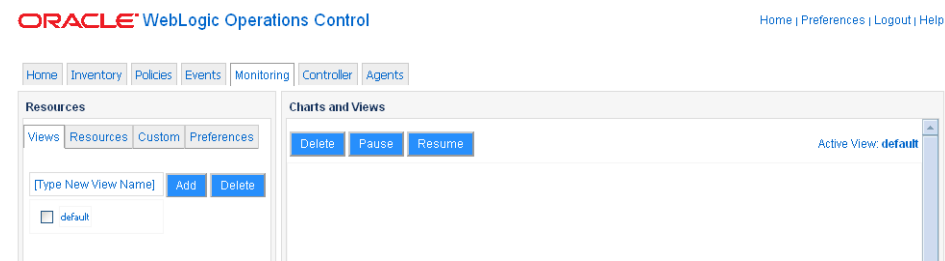 ORACLE WebLogic Operations Control
Home | Preferences | Logout | Help
Home Inventory Policies Events Monitoring Controller Agents
Resources
Views Resources Custom Preferences
[Type New View Name] Add Delete
default
Charts and Views
Delete Pause Resume
Active View: default